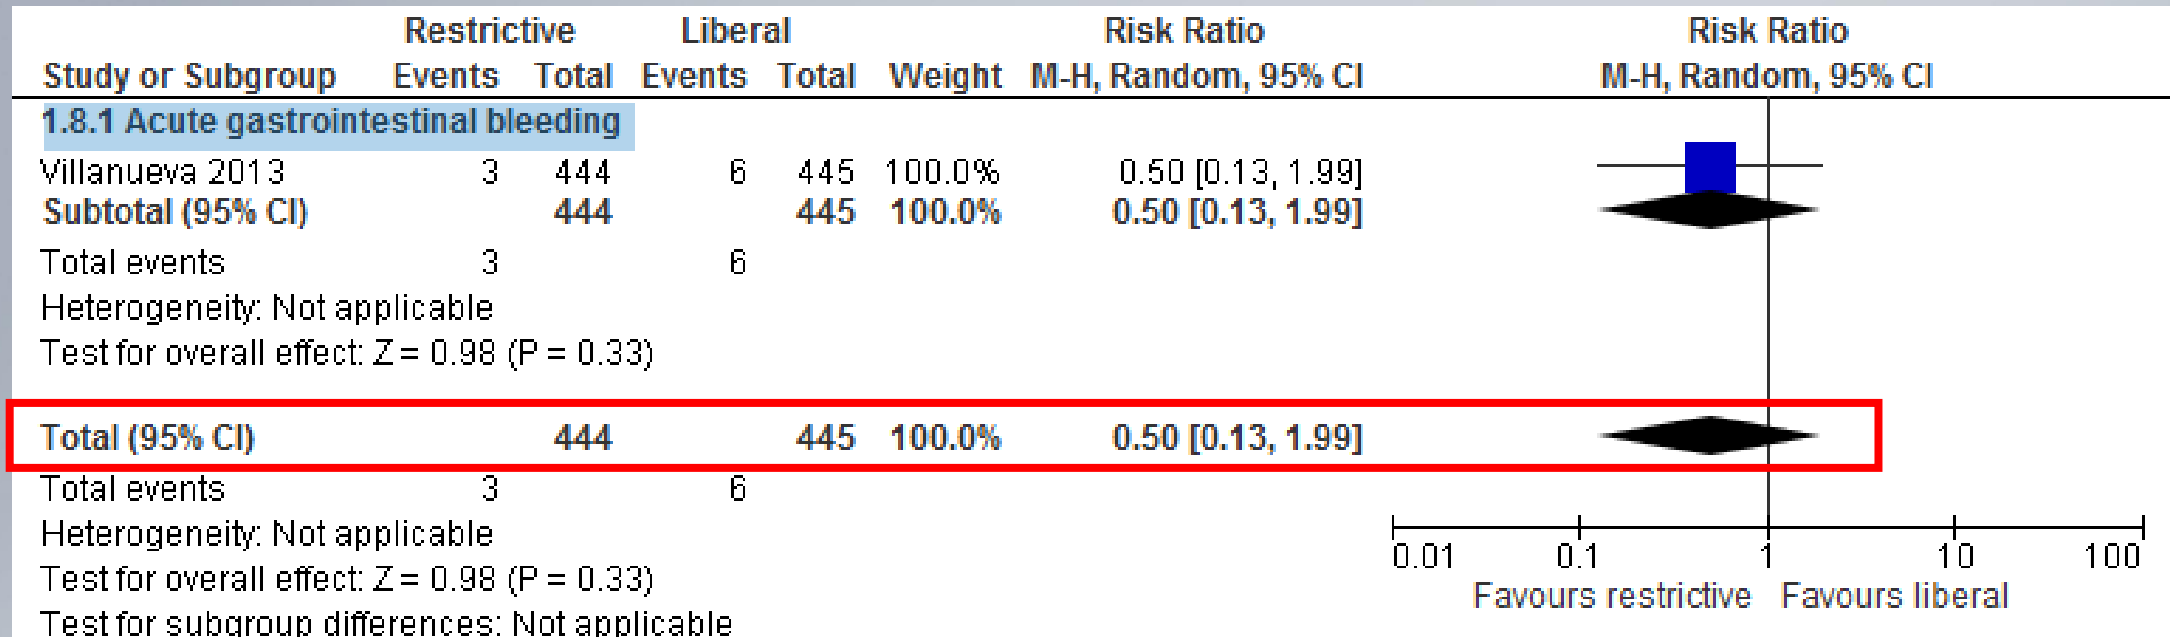 Restrictive Liberal Risk Ratio Risk Ratio
Study or Subgroup Events Total Events Total Weight M-H, Random, 95% CI M-H, Random, 95% CI
1.8.1 Acute gastrointestinal bleeding
Villanueva 2013 3 444 6 445 100.0% 0.50 [0.13, 1.99]
Subtotal (95% CI) 444 445 100.0% 0.50 [0.13, 1.99]
Total events 3 6
Heterogeneity: Not applicable
Test for overall effect: Z = 0.98 (P = 0.33)
Total (95% CI) 444 445 100.0% 0.50 [0.13, 1.99]
Total events 3 6
Heterogeneity: Not applicable
Test for overall effect: Z = 0.98 (P = 0.33)
Test for subgroup differences: Not applicable
0.01 0.1 1 10 100
Favours restrictive Favours liberal